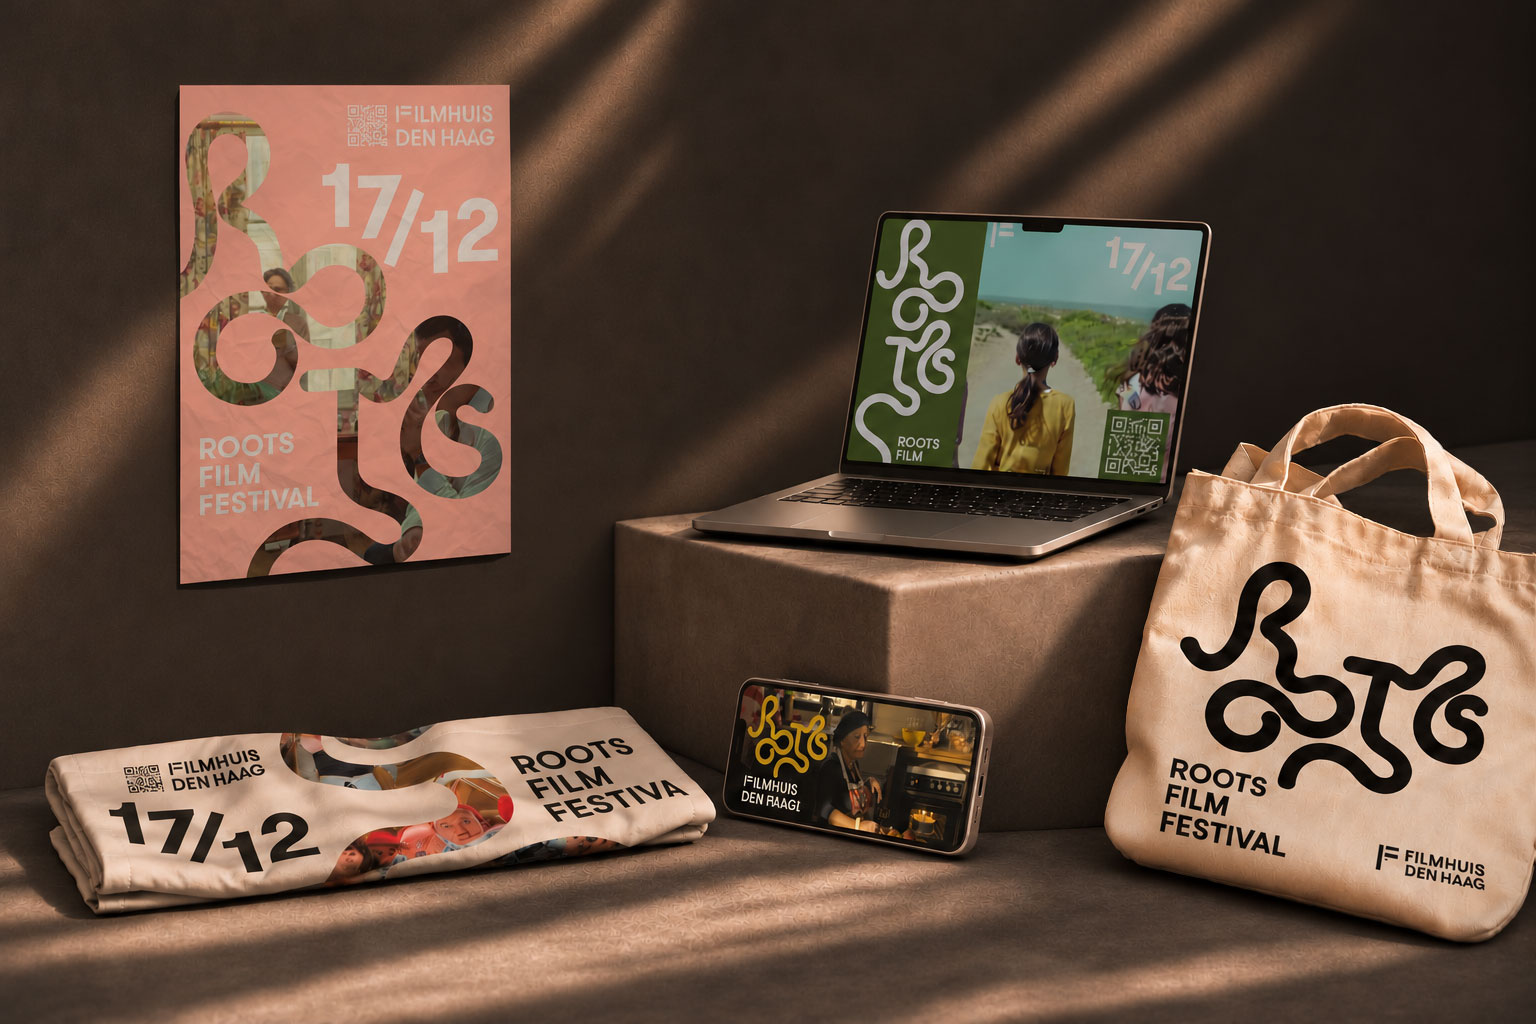 FILMHUIS
DEN HAAG
17/12
ROOTS
ROOTS
FILM
FESTIVAL
ROOTS
F
17/12
ROOTS
FILM
FILMHUIS
DEN HAAG
17/12
ROOTS
FILM
FESTIVA
ROOTS
FILMHUIS
DEN
ROOTS
ROOTS
FILM
FESTIVAL
FILMHUIS
DEN HAAG